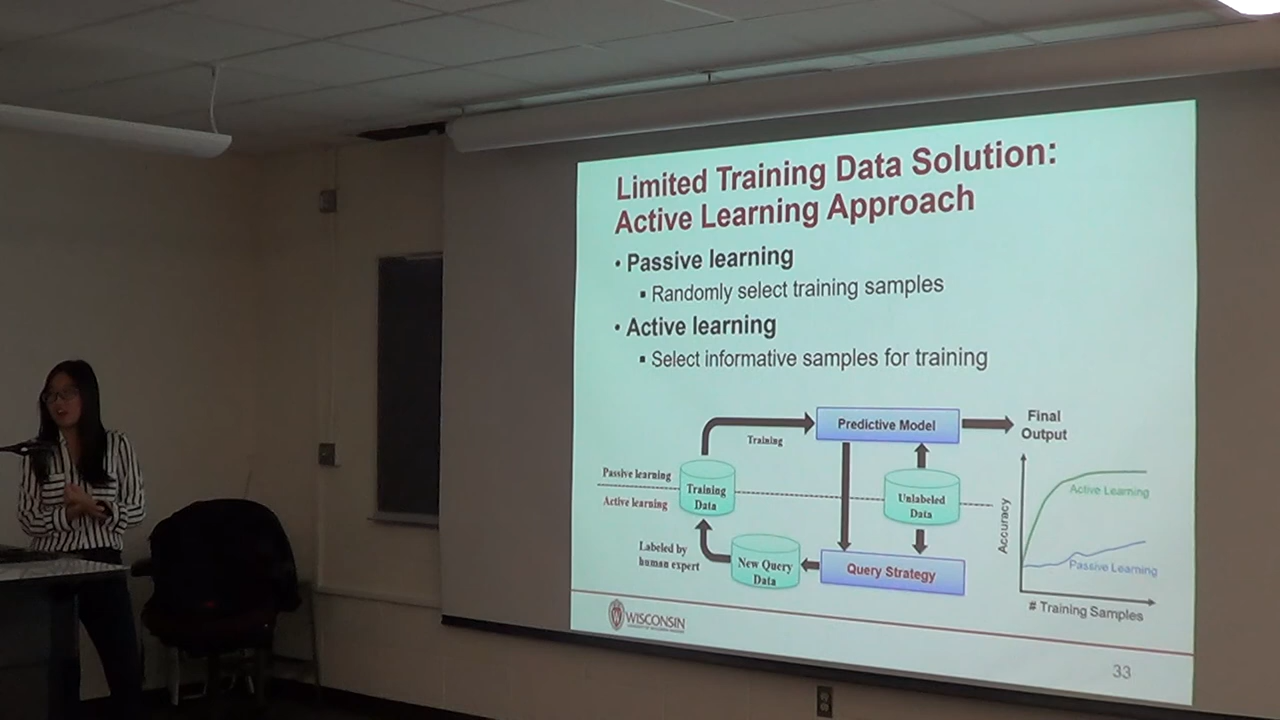 Limited Training Data Solution:
Active Learning Approach
• Passive learning
▪ Randomly select training samples
• Active learning
▪ Select informative samples for training
Predictive Model
Final
Output
Training
Passive learning
Active learning
Training
Data
Unlabeled
Data
Labeled by
human expert
New Query
Data
Query Strategy
Accuracy
Active Learning
Passive Learning
# Training Samples
WISCONSIN
33